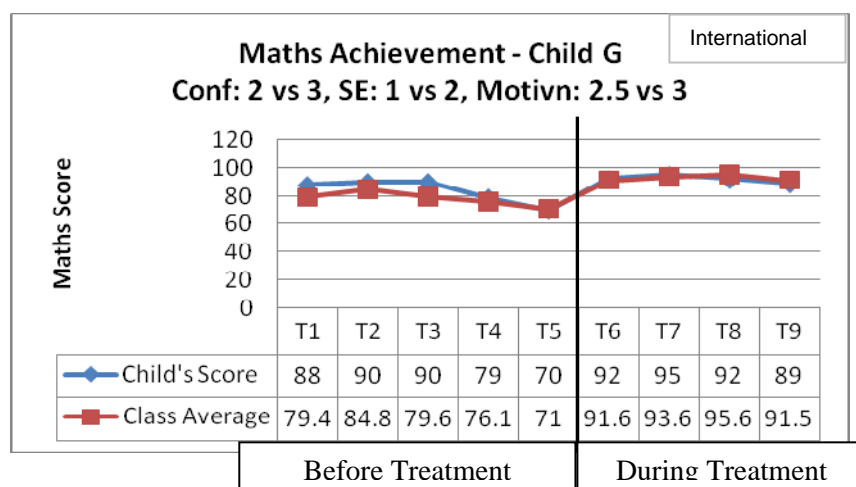 International
Maths Achievement - Child G
Conf: 2 vs 3, SE: 1 vs 2, Motivn: 2.5 vs 3
Maths Score
120
100
80
60
40
20
0
T1 T2 T3 T4 T5 T6 T7 T8 T9
Child's Score 88 90 90 79 70 92 95 92 89
Class Average 79.4 84.8 79.6 76.1 71 91.6 93.6 95.6 91.5
Before Treatment During Treatment